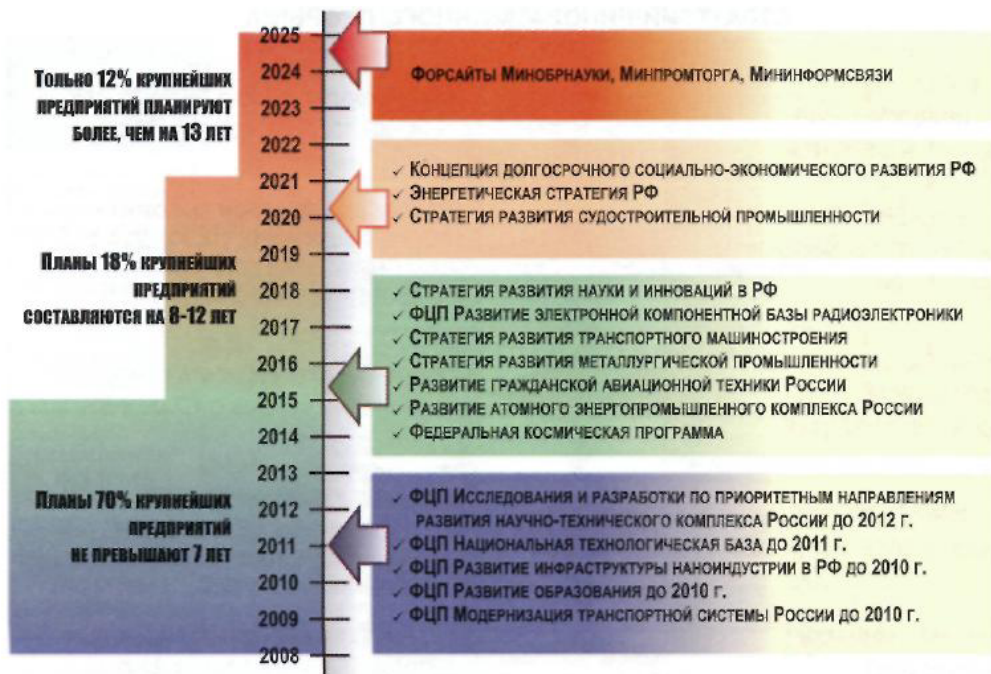 Только 12% крупнейших
предприятий планируют
более, чем на 13 лет
Планы 18% крупнейших
предприятий
составляются на 8-12 лет
Планы 70% крупнейших
предприятий
не превышают 7 лет
2025
2024
2023
2022
2021
2020
2019
2018
2017
2016
2015
2014
2013
2012
2011
2010
2009
2008
Форсайты Минобрнауки, Минпромторга, Мининформсвязи
✓ Концепция долгосрочного социально-экономического развития РФ
✓ Энергетическая стратегия РФ
✓ Стратегия развития судостроительной промышленности
✓ Стратегия развития науки и инноваций в РФ
✓ ФЦП Развитие электронной компонентной базы радиоэлектроники
✓ Стратегия развития транспортного машиностроения
✓ Стратегия развития металлургической промышленности
✓ Развитие гражданской авиационной техники России
✓ Развитие атомного энергопромышленного комплекса России
✓ Федеральная космическая программа
✓ ФЦП Исследования и разработки по приоритетным направлениям
развития научно-технического комплекса России до 2012 г.
✓ ФЦП Национальная технологическая база до 2011 г.
✓ ФЦП Развитие инфраструктуры наноиндустрии в РФ до 2010 г.
✓ ФЦП Развитие образования до 2010 г.
✓ ФЦП Модернизация транспортной системы России до 2010 г.